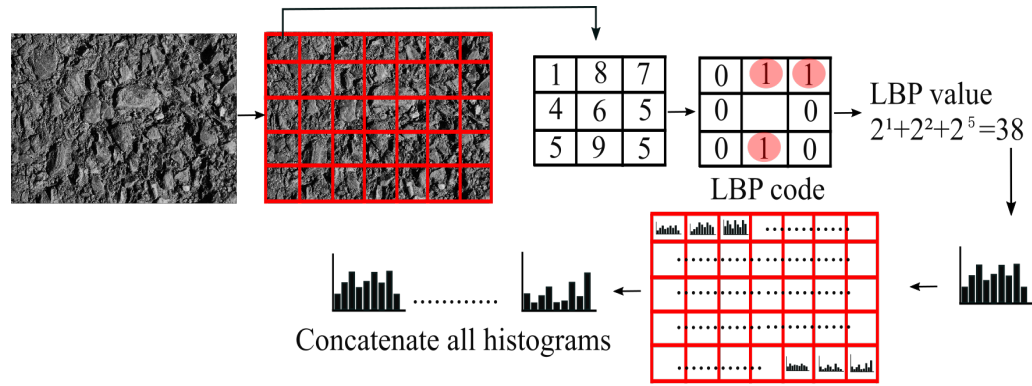 1 8 7
4 6 5
5 9 5
0 1 1
0 0
0 1 0
LBP code
LBP value
2¹+2²+2⁵=38
Concatenate all histograms